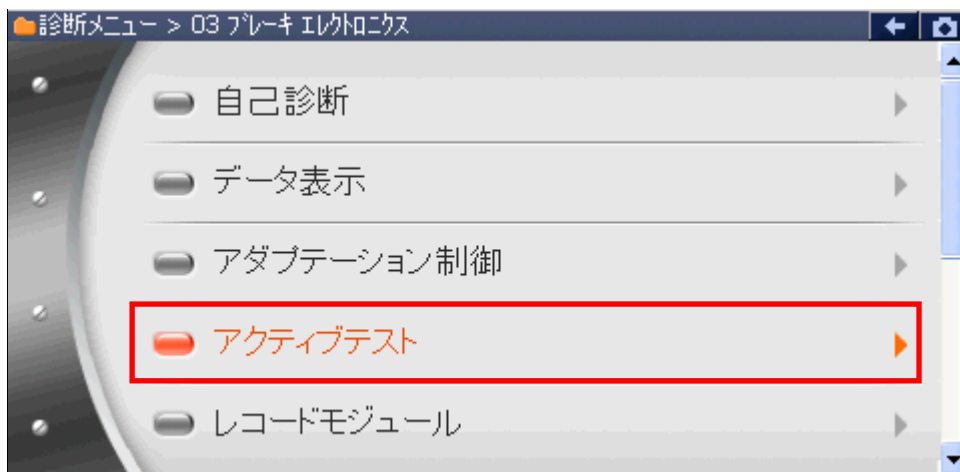 診断メニュー > 03 ﾌﾞﾚｰｷ ｴﾚｸﾄﾛﾆｸｽ
自己診断
データ表示
アダプテーション制御
アクティブテスト
レコードモジュール